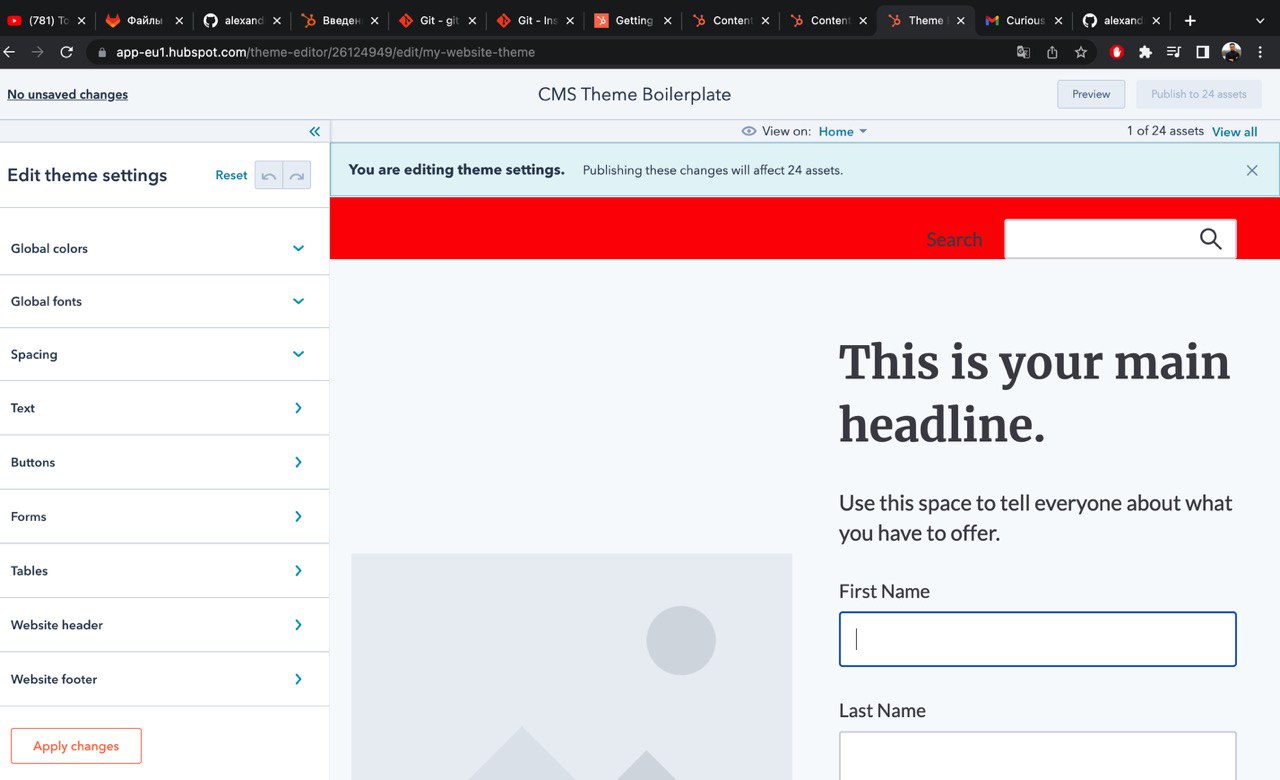 (781) To
Файлы
alexand
Введен
Git - git
Git - Ins
Getting
Content
Content
Theme
Curious
alexand
app-eu1.hubspot.com/theme-editor/26124949/edit/my-website-theme
No unsaved changes
CMS Theme Boilerplate
Preview
Publish to 24 assets
View on: Home
1 of 24 assets View all
Edit theme settings
Reset
You are editing theme settings. Publishing these changes will affect 24 assets.
Global colors
Global fonts
Spacing
Text
Buttons
Forms
Tables
Website header
Website footer
Apply changes
Search
This is your main
headline.
Use this space to tell everyone about what
you have to offer.
First Name
Last Name